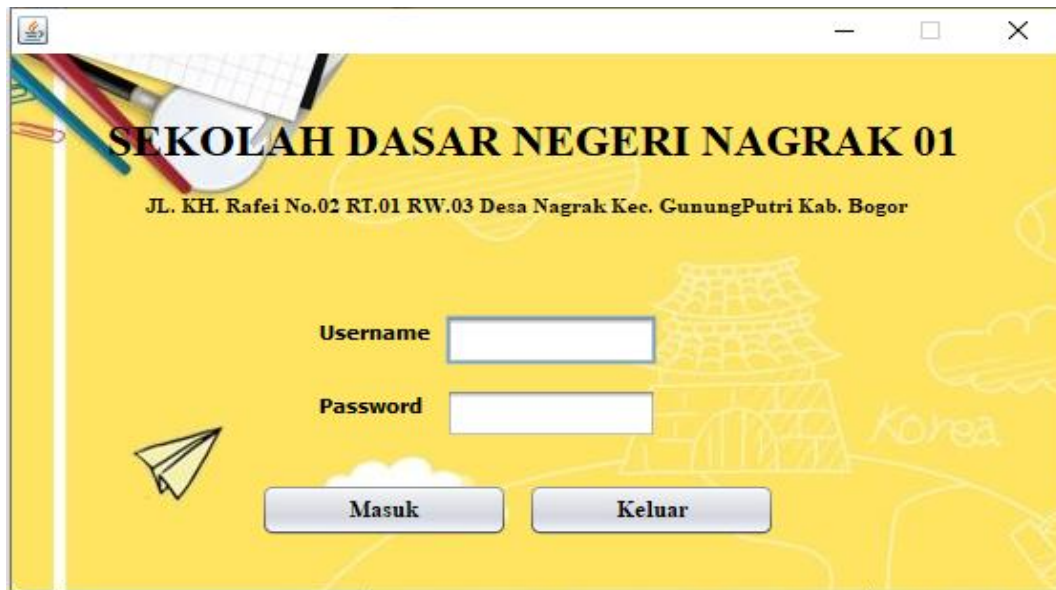 SEKOLAH DASAR NEGERI NAGRAK 01
JL. KH. Rafei No.02 RT.01 RW.03 Desa Nagrak Kec. GunungPutri Kab. Bogor
Username
Password
Korea
Masuk
Keluar